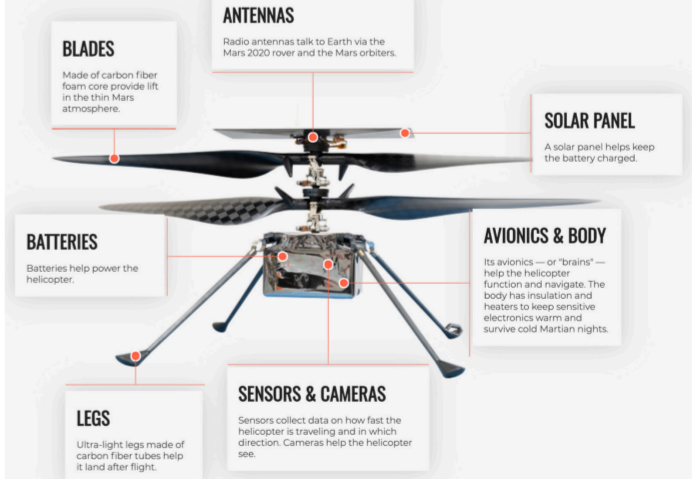 ANTENNAS
Radio antennas talk to Earth via the
Mars 2020 rover and the Mars orbiters.
BLADES
Made of carbon fiber
foam core provide lift
in the thin Mars
atmosphere.
SOLAR PANEL
A solar panel helps keep
the battery charged.
BATTERIES
Batteries help power the
helicopter.
AVIONICS & BODY
Its avionics — or "brains" —
help the helicopter
function and navigate. The
body has insulation and
heaters to keep sensitive
electronics warm and
survive cold Martian nights.
SENSORS & CAMERAS
Sensors collect data on how fast the
helicopter is traveling and in which
direction. Cameras help the helicopter
see.
LEGS
Ultra-light legs made of
carbon fiber tubes help
it land after flight.